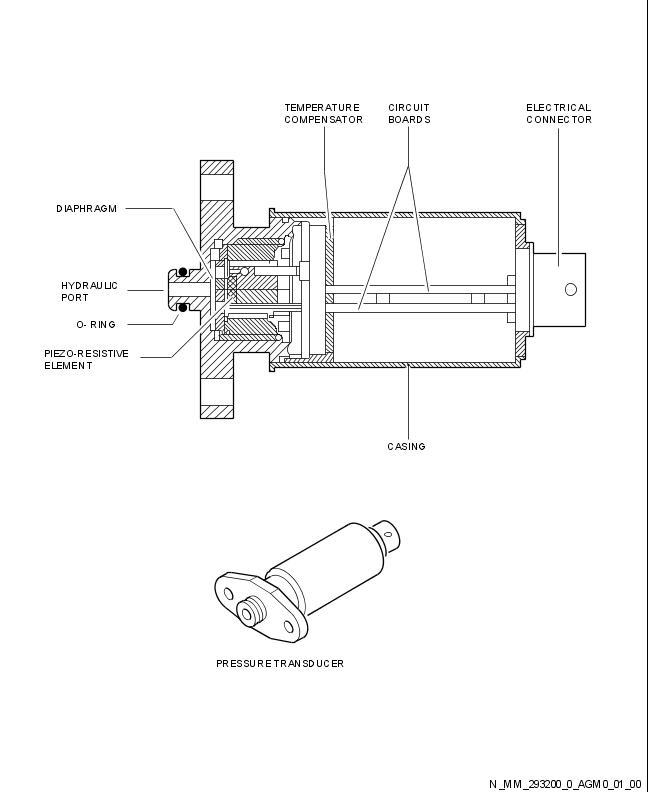 TEMPERATURE
COMPENSATOR
CIRCUIT
BOARDS
ELECTRICAL
CONNECTOR
DIAPHRAGM
HYDRAULIC
PORT
O-RING
PIEZO-RESISTIVE
ELEMENT
CASING
PRESSURE TRANSDUCER
N_MM_293200_0_AGM0_01_00